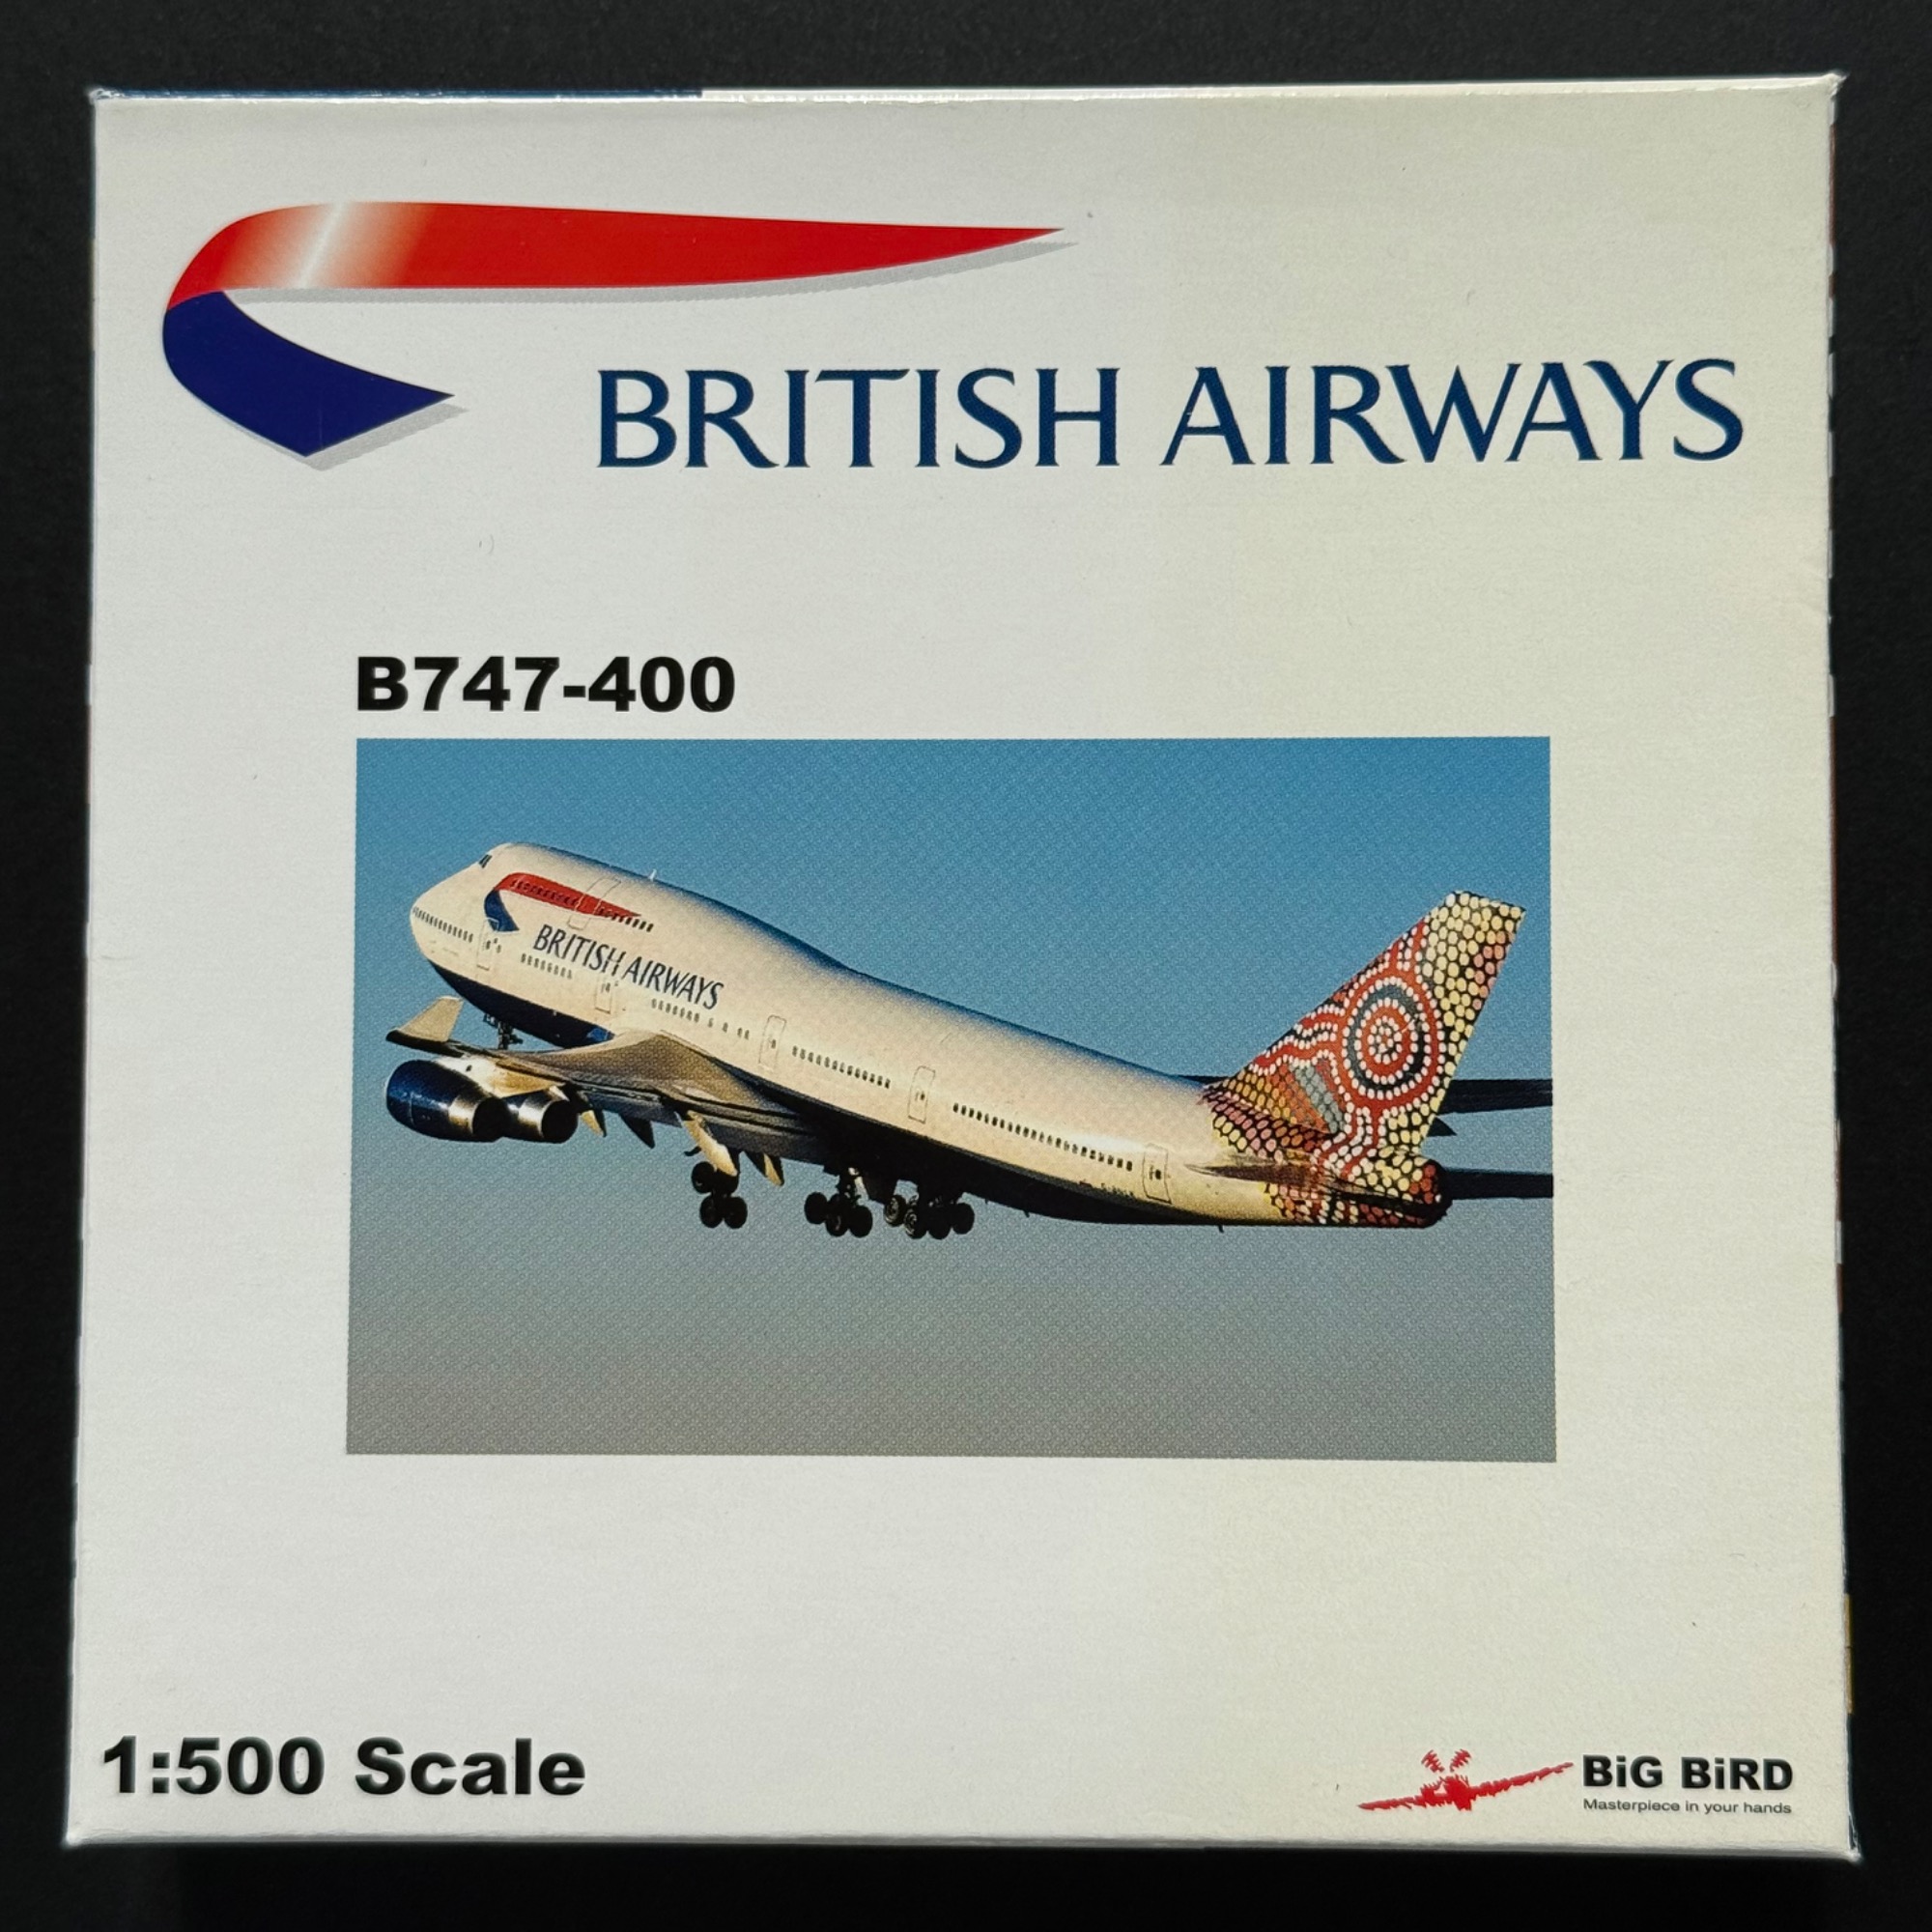 BRITISH AIRWAYS
B747-400
BRITISH AIRWAYS
1:500 Scale
BiG BiRD
Masterpiece in your hands